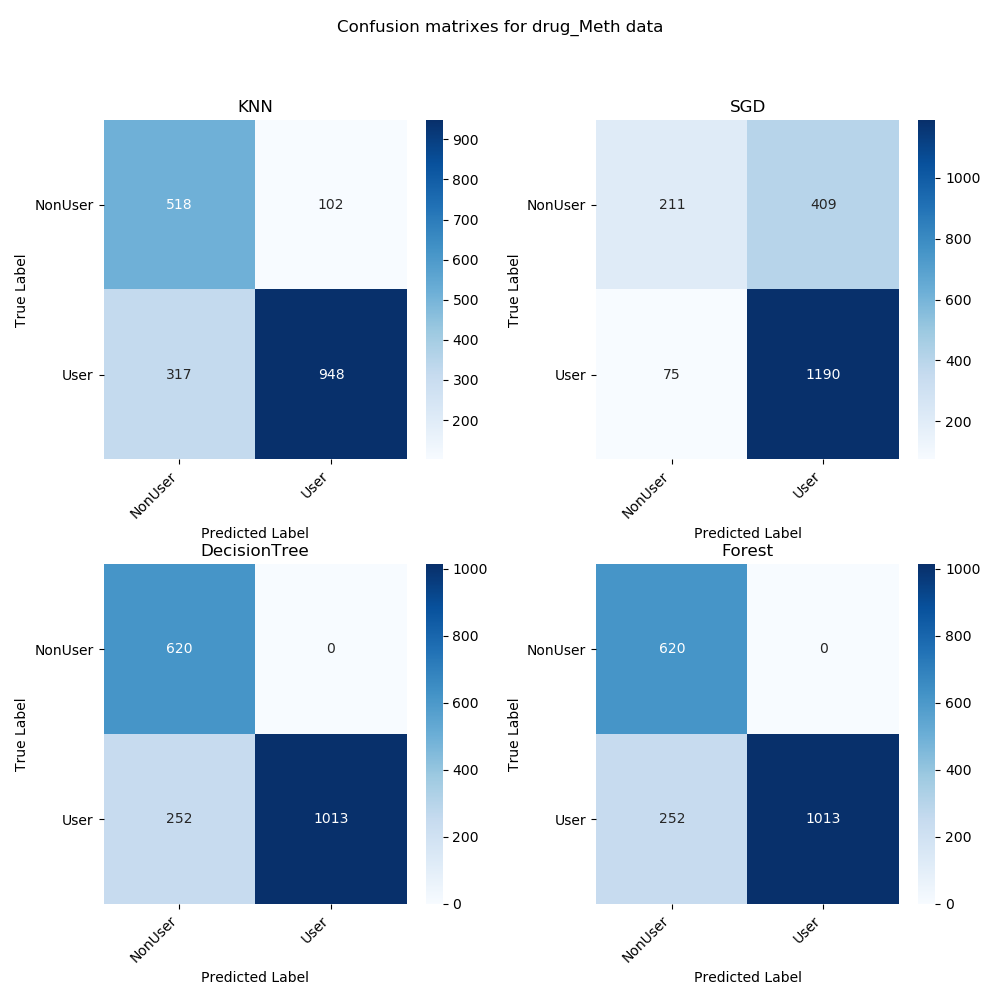 Confusion matrixes for drug_Meth data
KNN
NonUser
518
102
User
317
948
True Label
NonUser
User
Predicted Label
900
800
700
600
500
400
300
200
100
SGD
NonUser
211
409
User
75
1190
True Label
NonUser
User
Predicted Label
1000
800
600
400
200
DecisionTree
NonUser
620
0
User
252
1013
True Label
NonUser
User
Predicted Label
1000
800
600
400
200
0
Forest
NonUser
620
0
User
252
1013
True Label
NonUser
User
Predicted Label
1000
800
600
400
200
0